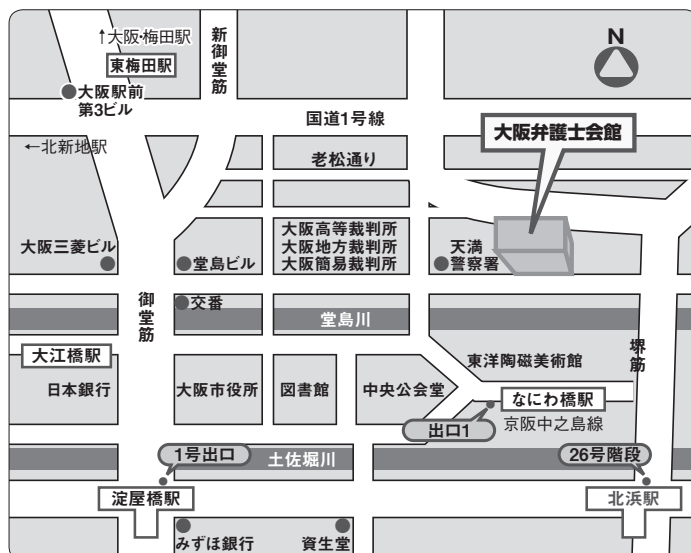 ↑大阪・梅田駅
東梅田駅
大阪駅前
第3ビル
←北新地駅
新御堂筋
N
国道1号線
老松通り
大阪弁護士会館
大阪三菱ビル
堂島ビル
大阪高等裁判所
大阪地方裁判所
大阪簡易裁判所
天満
警察署
御堂筋
交番
堂島川
堺筋
大江橋駅
日本銀行
大阪市役所
図書館
中央公会堂
東洋陶磁美術館
なにわ橋駅
京阪中之島線
出口1
1号出口
土佐堀川
26号階段
淀屋橋駅
北浜駅
みずほ銀行
資生堂